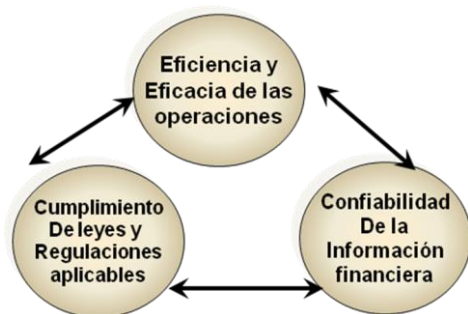 Eficiencia y
Eficacia de las
operaciones
Cumplimiento
De leyes y
Regulaciones
aplicables
Confiabilidad
De la
Información
financiera